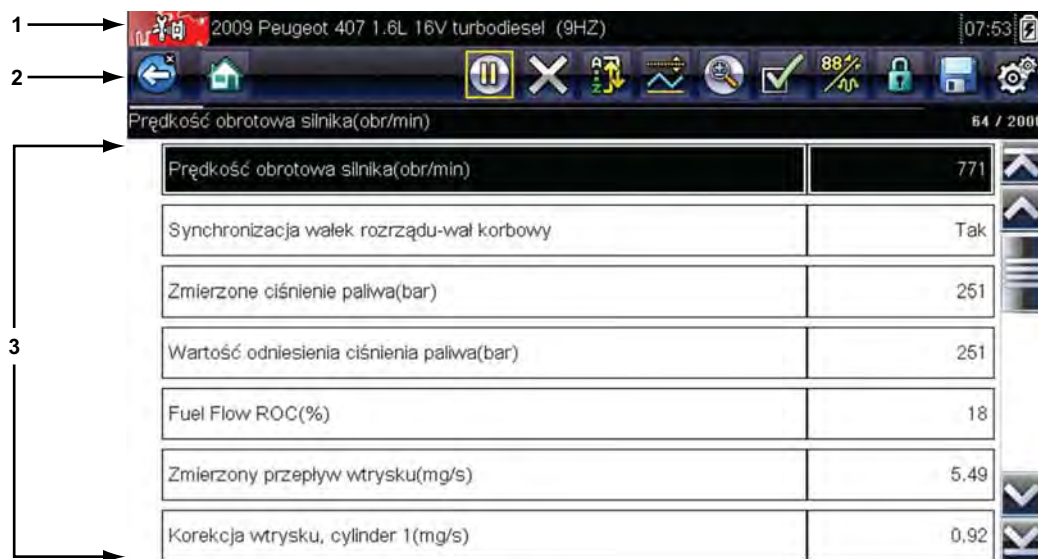 1
2009 Peugeot 407 1.6L 16V turbodiesel (9HZ) 07:53
2
Prędkość obrotowa silnika(obr/min) 64 / 2000
3
Prędkość obrotowa silnika(obr/min) 771
Synchronizacja wałek rozrządu-wał korbowy Tak
Zmierzone ciśnienie paliwa(bar) 251
Wartość odniesienia ciśnienia paliwa(bar) 251
Fuel Flow ROC(%) 18
Zmierzony przepływ wtrysku(mg/s) 5.49
Korekcja wtrysku, cylinder 1(mg/s) 0.92